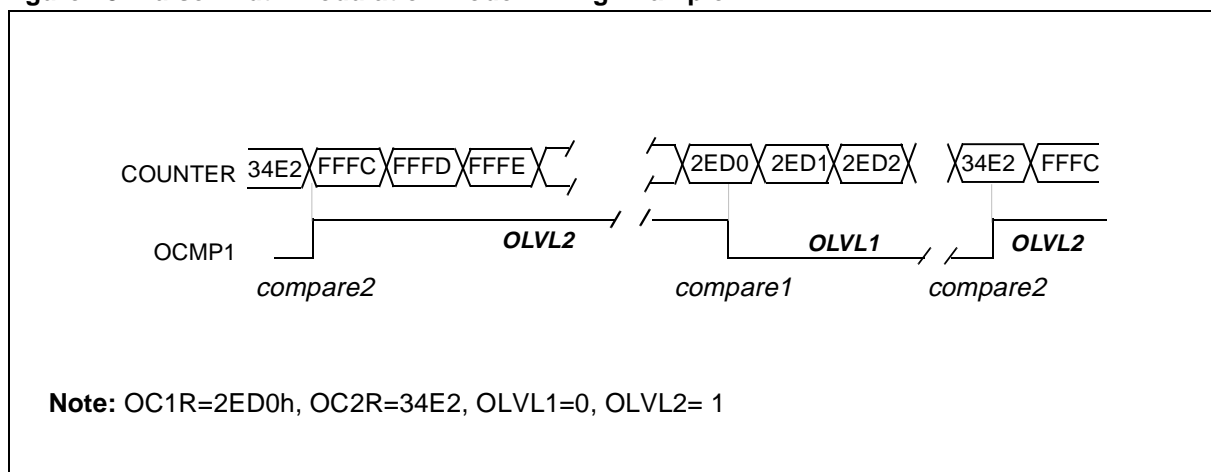 COUNTER 34E2 FFFC FFFD FFFE 2ED0 2ED1 2ED2 34E2 FFFC
OCMP1 OLVL2 OLVL1 OLVL2
compare2 compare1 compare2
Note: OC1R=2ED0h, OC2R=34E2, OLVL1=0, OLVL2= 1